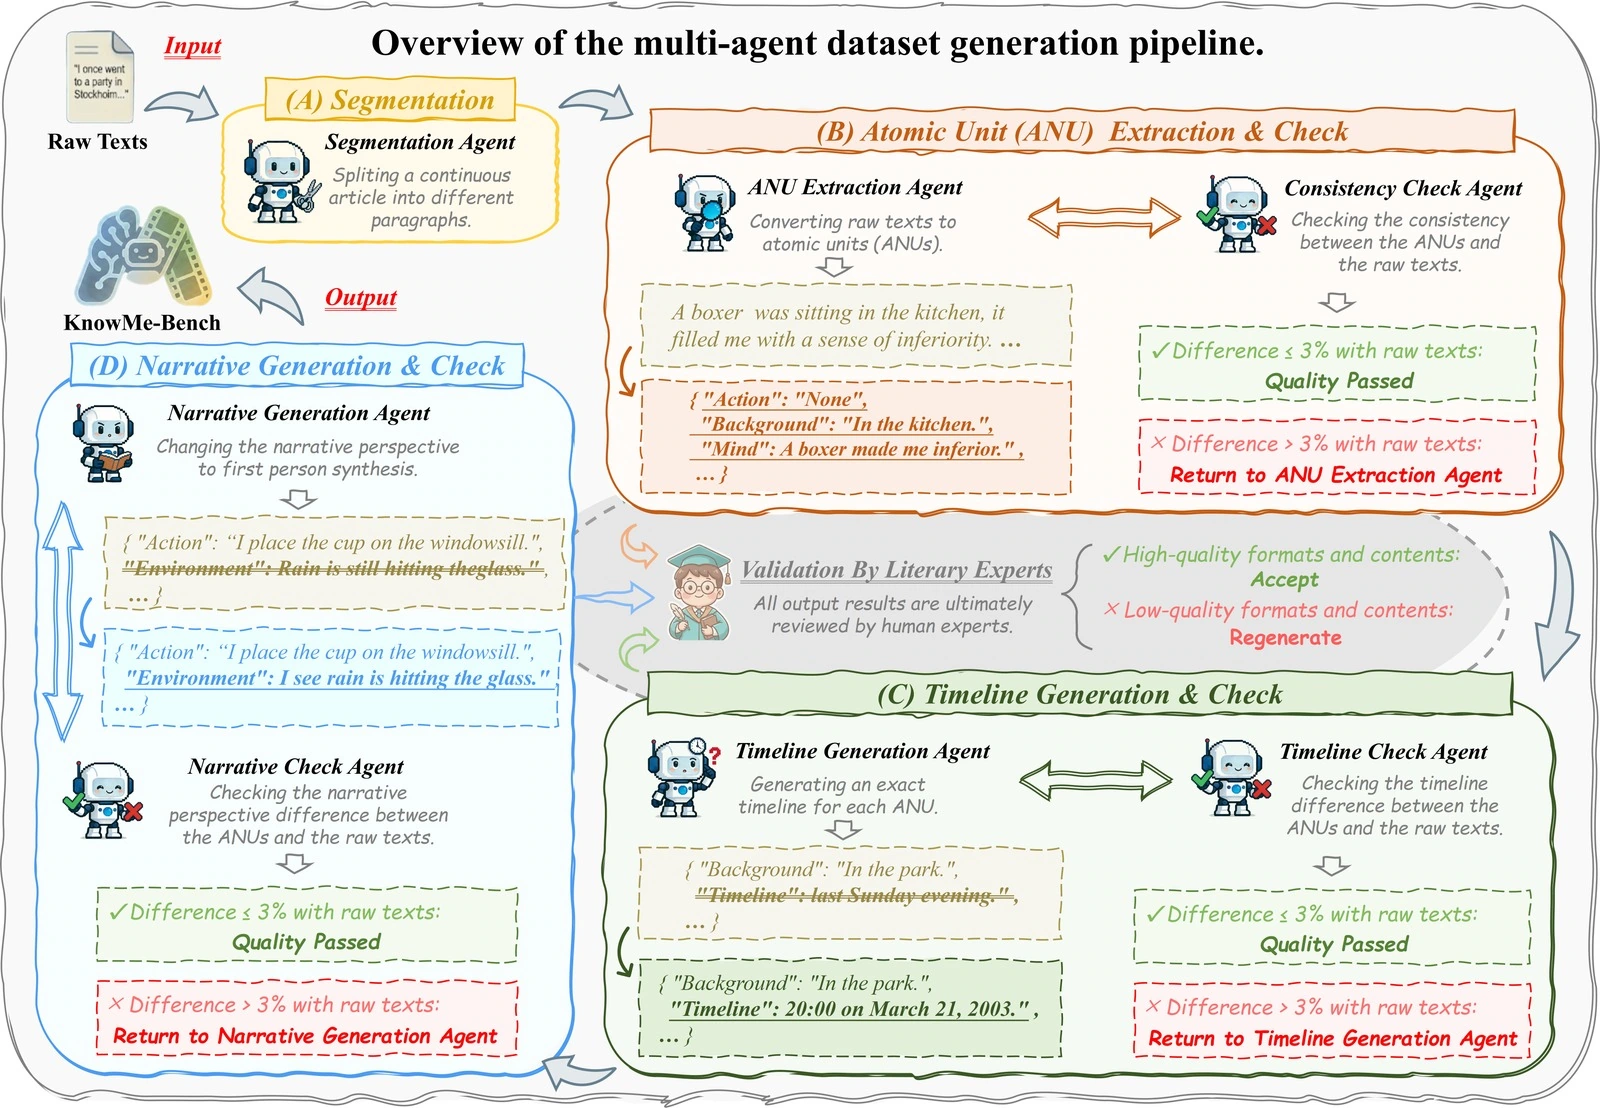 Overview of the multi-agent dataset generation pipeline.
Input
"I once went
to a party in
Stockhoim..."
Raw Texts
(A) Segmentation
Segmentation Agent
Spliting a continuous
article into different
paragraphs.
(B) Atomic Unit (ANU) Extraction & Check
ANU Extraction Agent
Converting raw texts to
atomic units (ANUs).
A boxer was sitting in the kitchen, it
filled me with a sense of inferiority. ...
{ "Action": "None",
"Background": "In the kitchen.",
"Mind": A boxer made me inferior." ,
... }
Consistency Check Agent
Checking the consistency
between the ANUs and
the raw texts.
✓Difference ≤ 3% with raw texts:
Quality Passed
× Difference > 3% with raw texts:
Return to ANU Extraction Agent
Validation By Literary Experts
All output results are ultimately
reviewed by human experts.
✓High-quality formats and contents:
Accept
× Low-quality formats and contents:
Regenerate
(C) Timeline Generation & Check
Timeline Generation Agent
Generating an exact
timeline for each ANU.
{ "Background": "In the park.",
"Timeline": last Sunday evening.",
... }
{ "Background": "In the park.",
"Timeline": 20:00 on March 21, 2003." ,
... }
?
Timeline Check Agent
Checking the timeline
difference between the
ANUs and the raw texts.
✓Difference ≤ 3% with raw texts:
Quality Passed
× Difference > 3% with raw texts:
Return to Timeline Generation Agent
(D) Narrative Generation & Check
Narrative Generation Agent
Changing the narrative perspective
to first person synthesis.
{ "Action": “I place the cup on the windowsill.",
"Environment": Rain is still hitting theglass." ,
... }
{ "Action": “I place the cup on the windowsill.",
"Environment": I see rain is hitting the glass."
... }
Narrative Check Agent
Checking the narrative
perspective difference between
the ANUs and the raw texts.
✓Difference ≤ 3% with raw texts:
Quality Passed
× Difference > 3% with raw texts:
Return to Narrative Generation Agent
Output
KnowMe-Bench